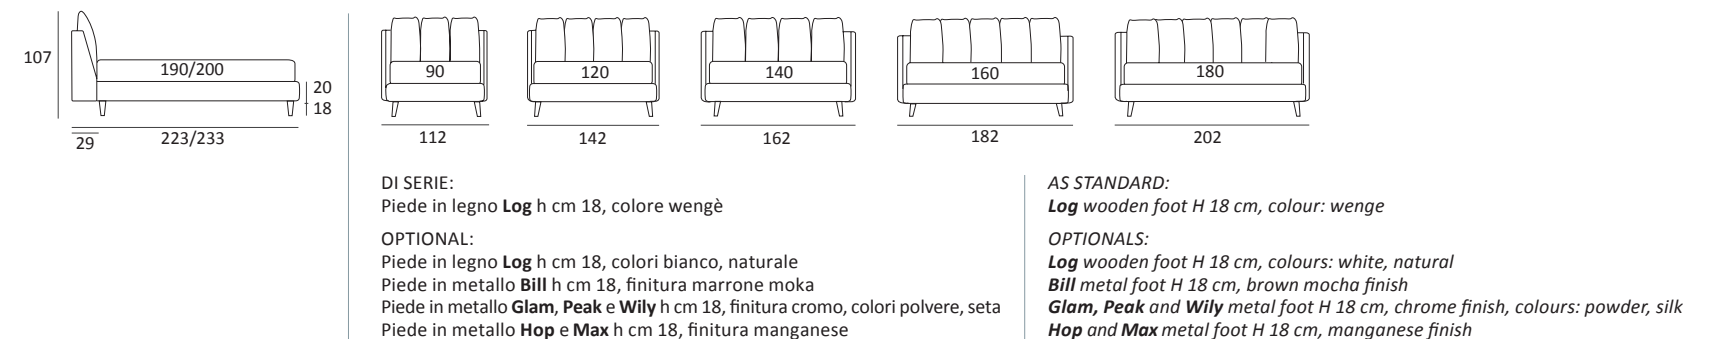 107
190/200
20
18
29
223/233
90
112
120
142
140
162
160
182
180
202
DI SERIE:
Piede in legno Log h cm 18, colore wengè
OPTIONAL:
Piede in legno Log h cm 18, colori bianco, naturale
Piede in metallo Bill h cm 18, finitura marrone moka
Piede in metallo Glam, Peak e Wily h cm 18, finitura cromo, colori polvere, seta
Piede in metallo Hop e Max h cm 18, finitura manganese
AS STANDARD:
Log wooden foot H 18 cm, colour: wenge
OPTIONALS:
Log wooden foot H 18 cm, colours: white, natural
Bill metal foot H 18 cm, brown mocha finish
Glam, Peak and Wily metal foot H 18 cm, chrome finish, colours: powder, silk
Hop and Max metal foot H 18 cm, manganese finish